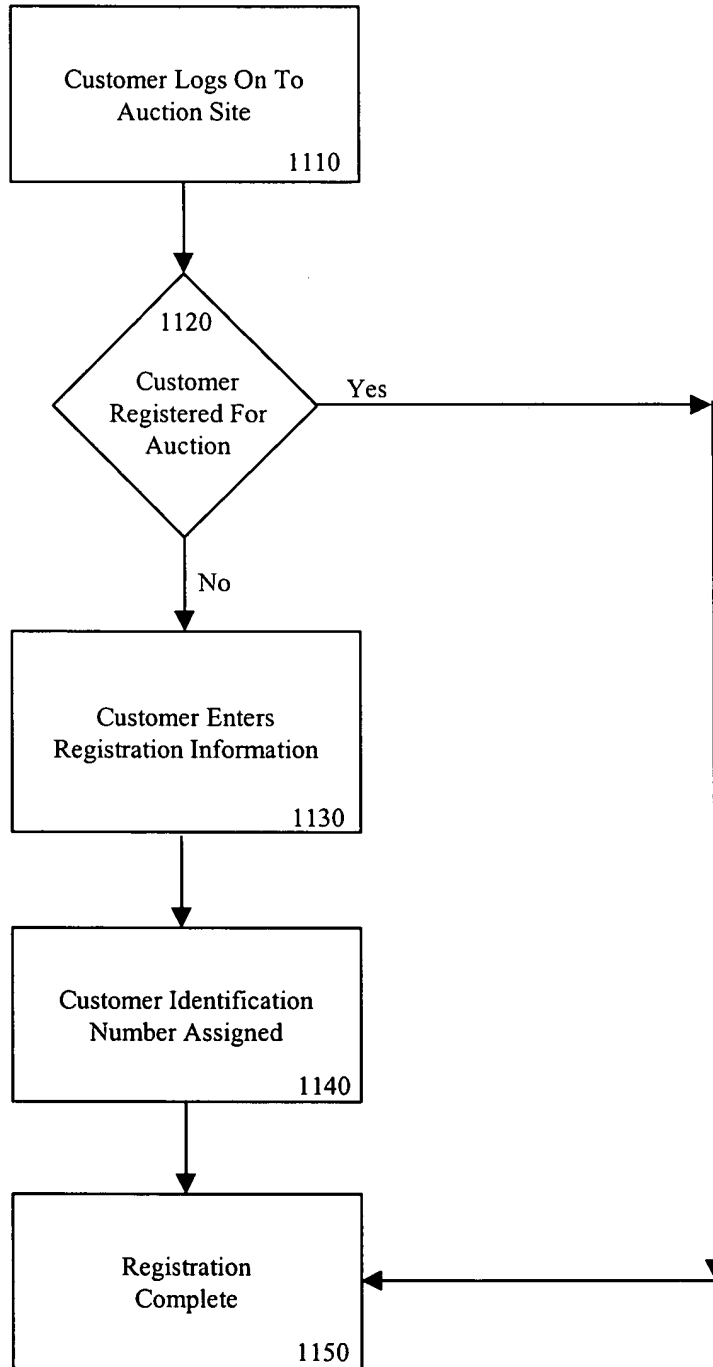 Customer Logs On To
Auction Site
1110
1120
Customer
Registered For
Auction
Yes
No
Customer Enters
Registration Information
1130
Customer Identification
Number Assigned
1140
Registration
Complete
1150